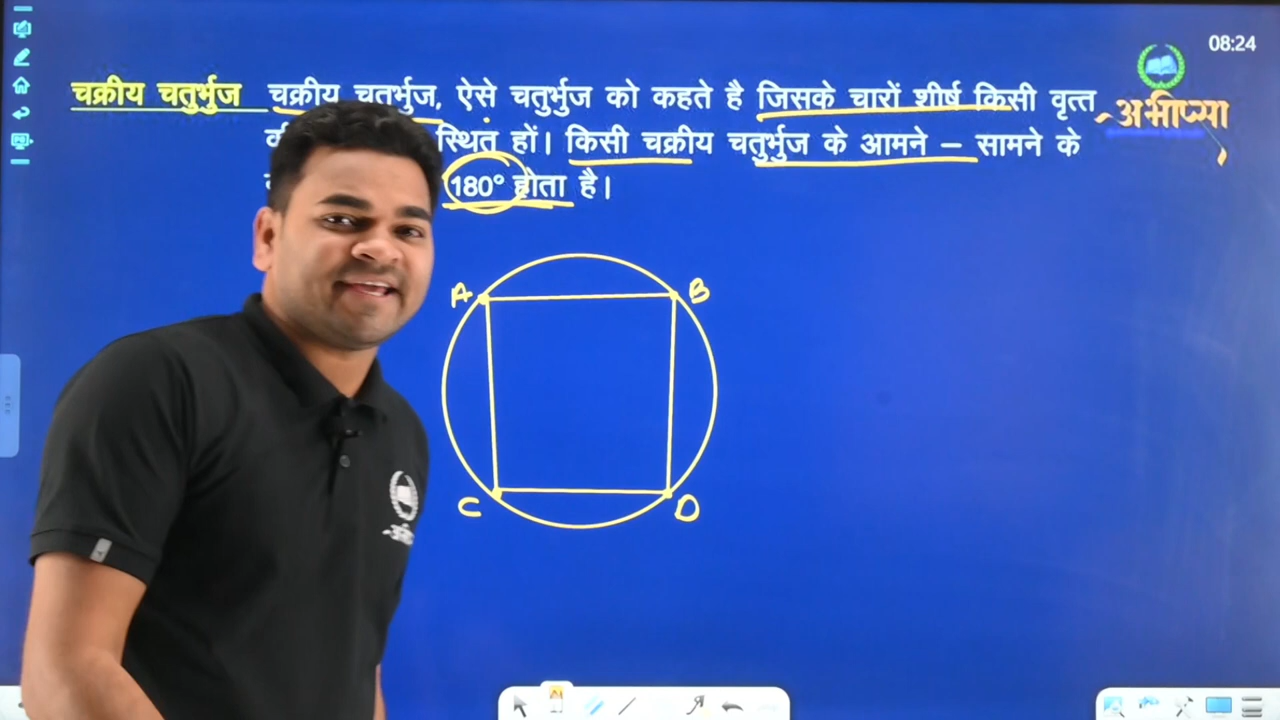 08:24
चक्रीय चतुर्भुज चक्रीय चतुर्भुज, ऐसे चतुर्भुज को कहते है जिसके चारों शीर्ष किसी वृत्त
अभीप्सा
स्थित हों। किसी चक्रीय चतुर्भुज के आमने – सामने के
180° होता है।
A B
C D